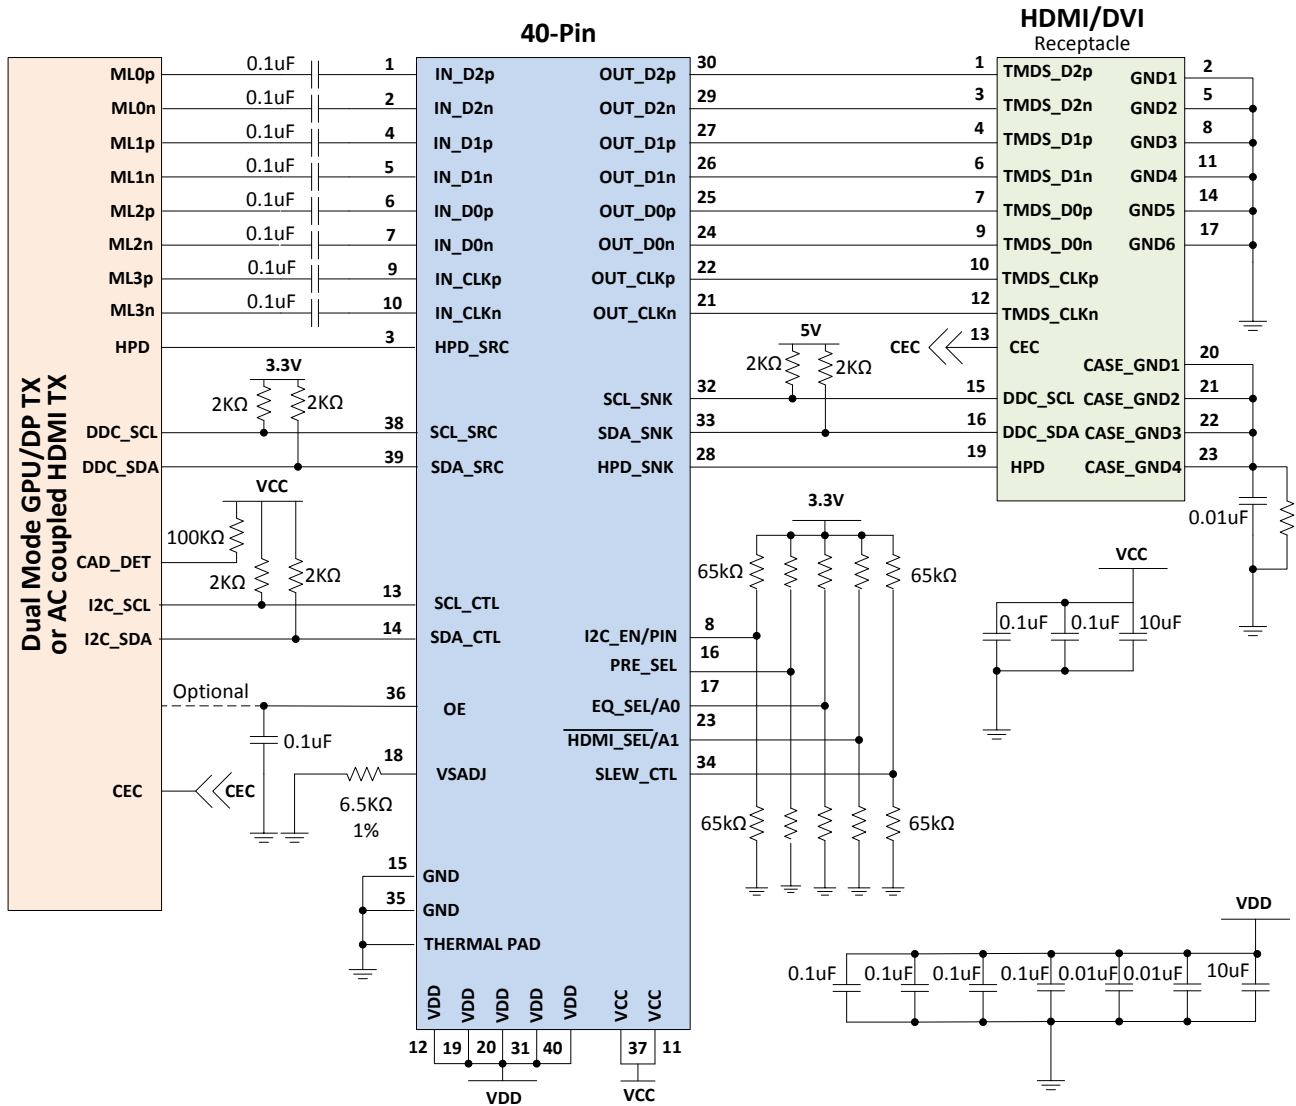 40-Pin
HDMI/DVI
Receptacle
Dual Mode GPU/DP TX
or AC coupled HDMI TX
ML0p 0.1uF 1 IN_D2p OUT_D2p 30 1 TMDS_D2p GND1 2
ML0n 0.1uF 2 IN_D2n OUT_D2n 29 3 TMDS_D2n GND2 5
ML1p 0.1uF 4 IN_D1p OUT_D1p 27 4 TMDS_D1p GND3 8
ML1n 0.1uF 5 IN_D1n OUT_D1n 26 6 TMDS_D1n GND4 11
ML2p 0.1uF 6 IN_D0p OUT_D0p 25 7 TMDS_D0p GND5 14
ML2n 0.1uF 7 IN_D0n OUT_D0n 24 9 TMDS_D0n GND6 17
ML3p 0.1uF 9 IN_CLKp OUT_CLKp 22 10 TMDS_CLKp
ML3n 0.1uF 10 IN_CLKn OUT_CLKn 21 12 TMDS_CLKn
HPD 3 HPD_SRC 5V CEC 13 CEC
3.3V 2KΩ 2KΩ CASE_GND1 20
2KΩ 2KΩ SCL_SNK 32 15 DDC_SCL CASE_GND2 21
DDC_SCL 38 SCL_SRC SDA_SNK 33 16 DDC_SDA CASE_GND3 22
DDC_SDA 39 SDA_SRC HPD_SNK 28 19 HPD CASE_GND4 23
VCC 3.3V 0.01uF
100KΩ
CAD_DET 2KΩ 2KΩ 65kΩ 65kΩ VCC
I2C_SCL 13 SCL_CTL
I2C_SDA 14 SDA_CTL I2C_EN/PIN 8 0.1uF 0.1uF 10uF
PRE_SEL 16
Optional 36 OE EQ_SEL/A0 17
0.1uF HDMI_SEL/A1 23
18 VSADJ SLEW_CTL 34
CEC CEC 6.5KΩ
1% 65kΩ 65kΩ
15 GND
35 GND
THERMAL PAD
VDD
0.1uF 0.1uF 0.1uF 0.1uF 0.01uF 0.01uF 10uF
VDD VDD VDD VDD VDD VCC VCC
12 19 20 31 40 37 11
VDD VCC